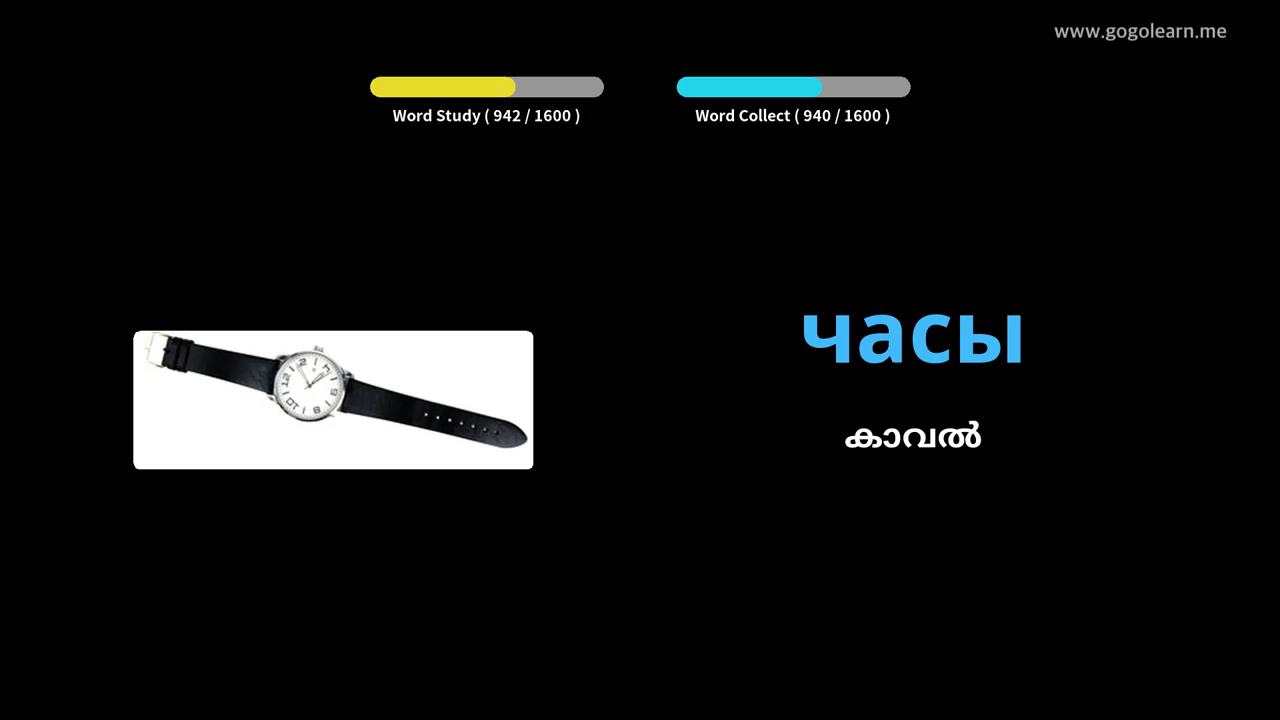 www.gogolearn.me
Word Study ( 942 / 1600 )
Word Collect ( 940 / 1600 )
часы
കാവൽ